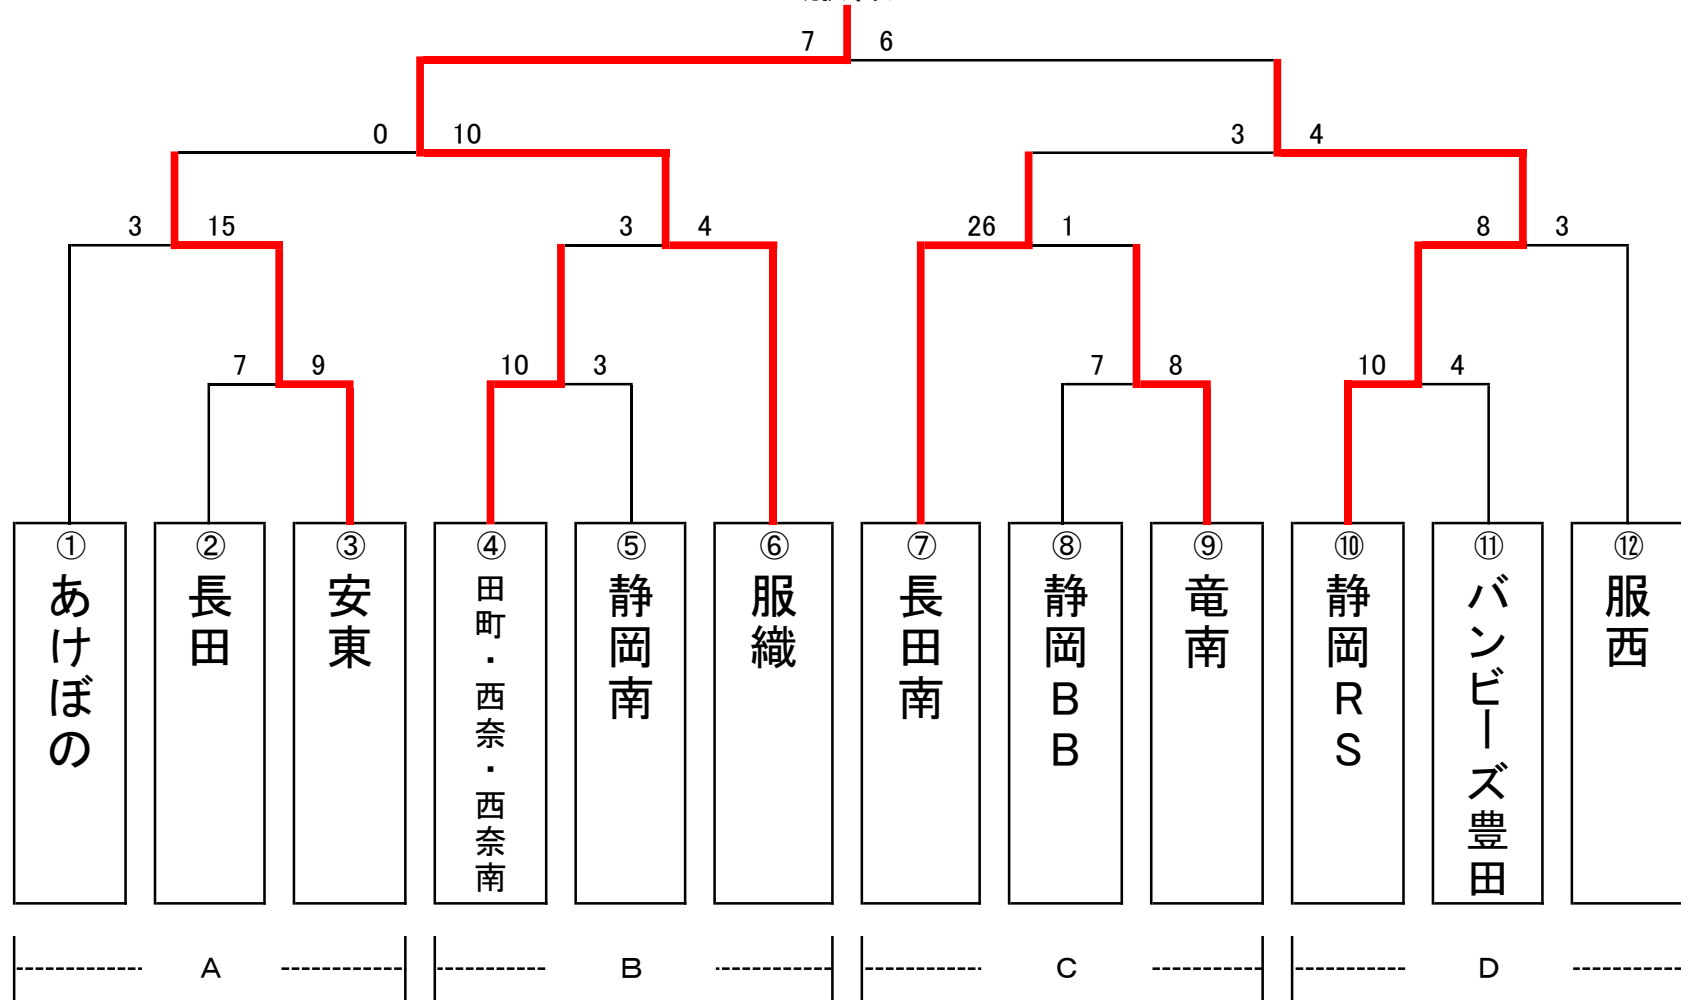 7 6
0 10 3 4
3 15 3 4 26 1 8 3
7 9 10 3 7 8 10 4
① ② ③ ④ ⑤ ⑥ ⑦ ⑧ ⑨ ⑩ ⑪ ⑫
あけぼの
長田
安東
田町・西奈・西奈南
静岡南
服織
長田南
静岡BB
竜南
静岡RS
バンビーズ豊田
服西
A B C D